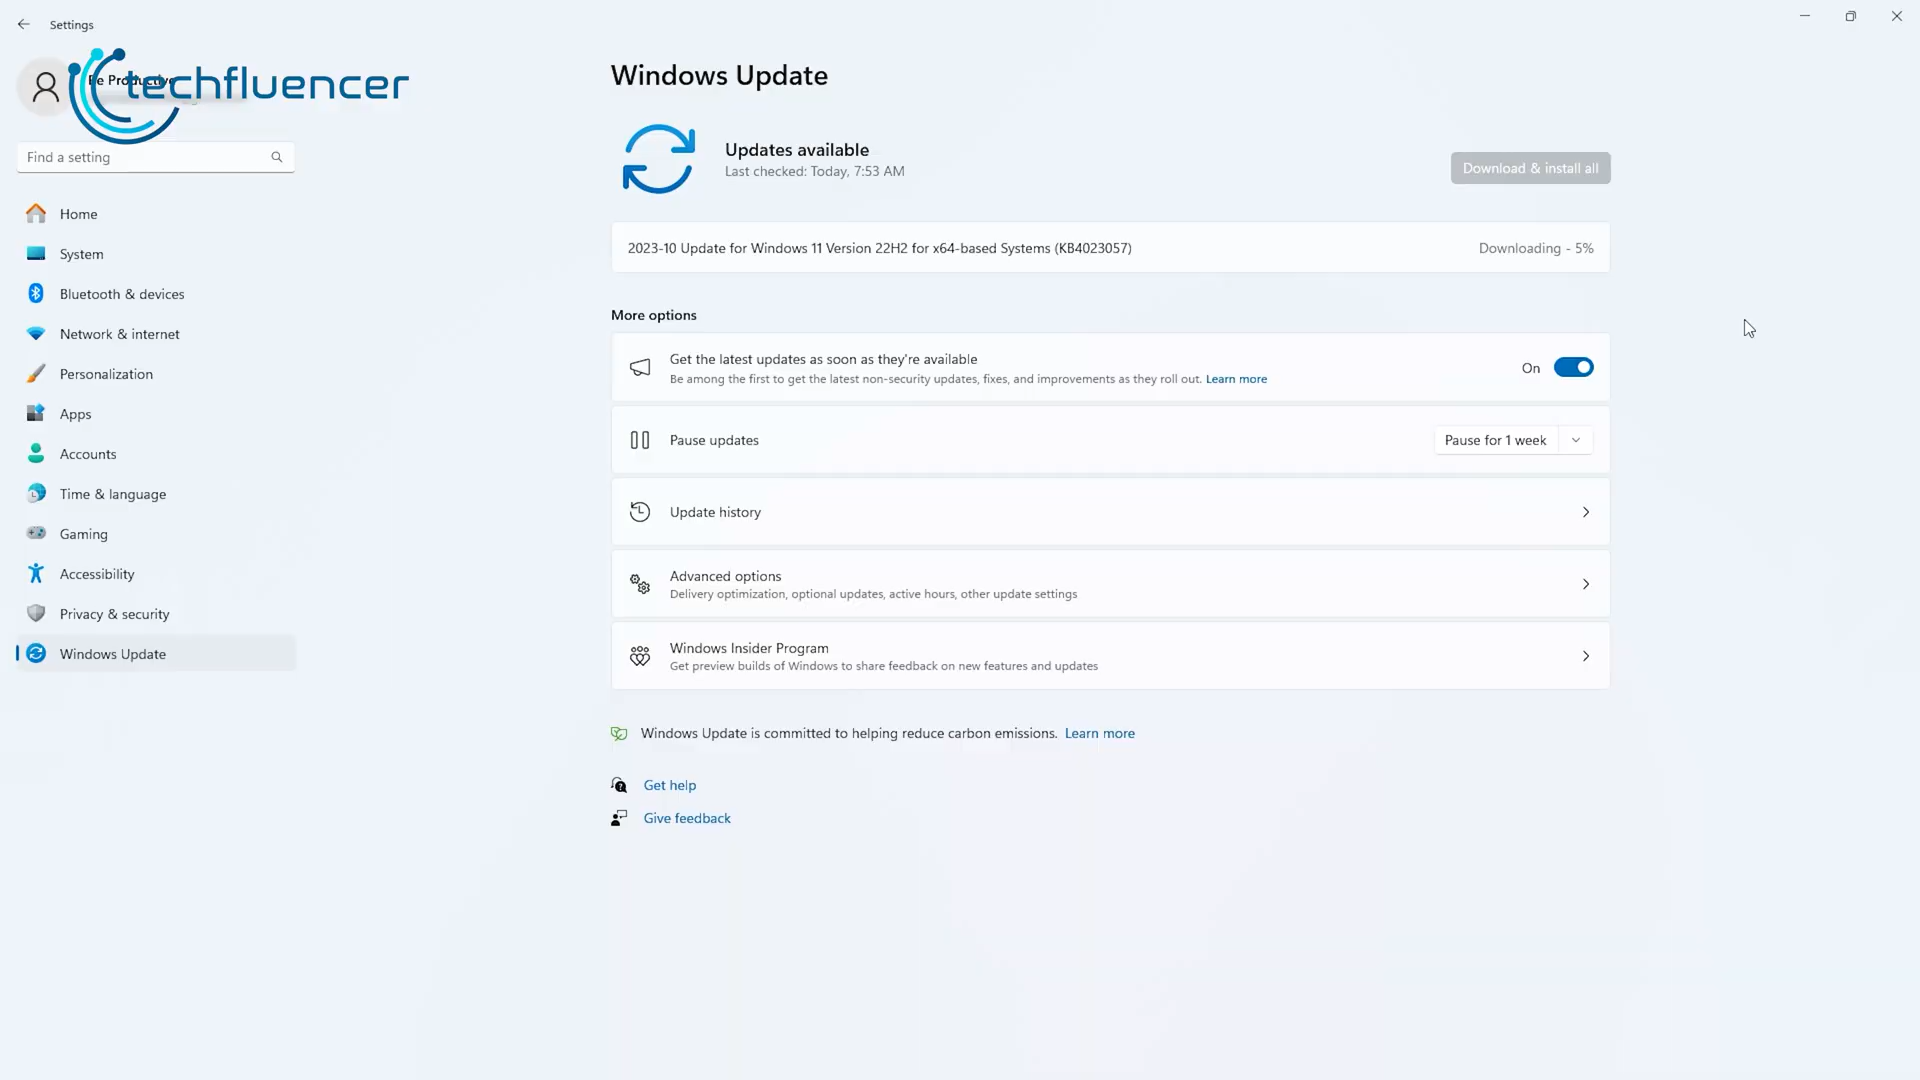 Settings
Be Productive
techfluencer
Find a setting
Home
System
Bluetooth & devices
Network & internet
Personalization
Apps
Accounts
Time & language
Gaming
Accessibility
Privacy & security
Windows Update
Windows Update
Updates available
Last checked: Today, 7:53 AM
Download & install all
2023-10 Update for Windows 11 Version 22H2 for x64-based Systems (KB4023057)
Downloading - 5%
More options
Get the latest updates as soon as they're available
Be among the first to get the latest non-security updates, fixes, and improvements as they roll out. Learn more
On
Pause updates
Pause for 1 week
Update history
Advanced options
Delivery optimization, optional updates, active hours, other update settings
Windows Insider Program
Get preview builds of Windows to share feedback on new features and updates
Windows Update is committed to helping reduce carbon emissions. Learn more
Get help
Give feedback